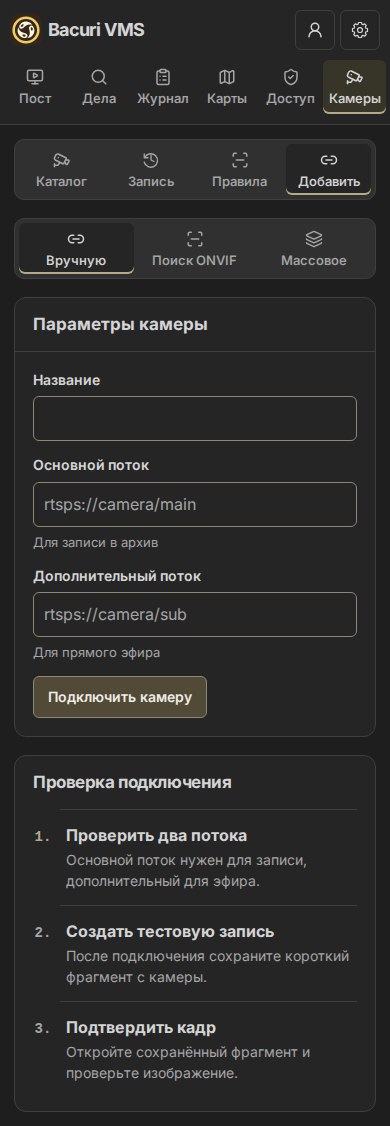 Bacuri VMS
Пост
Дела
Журнал
Карты
Доступ
Камеры
Каталог
Запись
Правила
Добавить
Вручную
Поиск ONVIF
Массовое
Параметры камеры
Название
Основной поток
rtsps://camera/main
Для записи в архив
Дополнительный поток
rtsps://camera/sub
Для прямого эфира
Подключить камеру
Проверка подключения
1. Проверить два потока
Основной поток нужен для записи,
дополнительный для эфира.
2. Создать тестовую запись
После подключения сохраните короткий
фрагмент с камеры.
3. Подтвердить кадр
Откройте сохранённый фрагмент и
проверьте изображение.